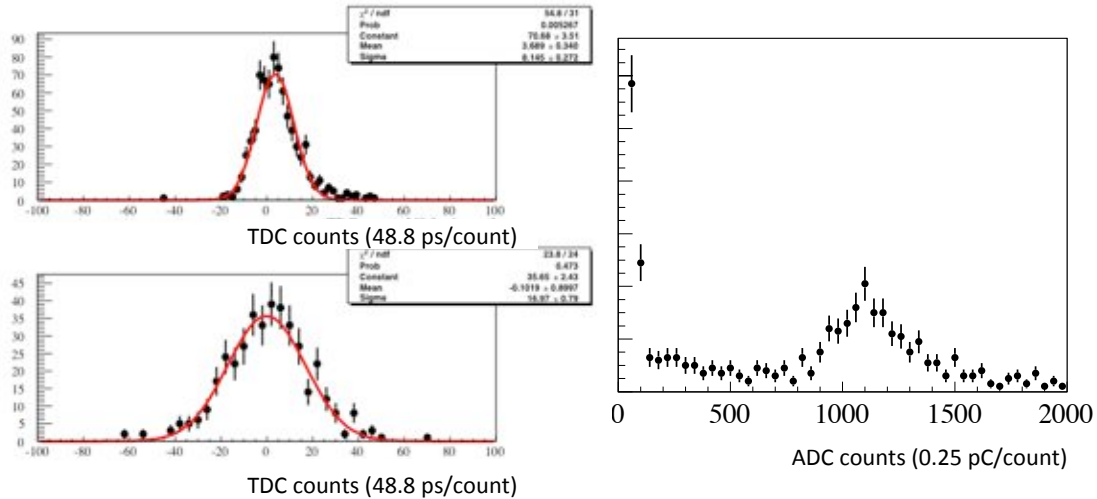 χ² / ndf 54.8 / 31
Prob 0.005267
Constant 70.68 ± 3.51
Mean 3.689 ± 0.340
Sigma 8.145 ± 0.272
90
80
70
60
50
40
30
20
10
0
-100 -80 -60 -40 -20 0 20 40 60 80 100
TDC counts (48.8 ps/count)
χ² / ndf 23.8 / 24
Prob 0.473
Constant 35.65 ± 2.43
Mean -0.1019 ± 0.8997
Sigma 16.97 ± 0.79
45
40
35
30
25
20
15
10
5
0
-100 -80 -60 -40 -20 0 20 40 60 80 100
TDC counts (48.8 ps/count)
0 500 1000 1500 2000
ADC counts (0.25 pC/count)